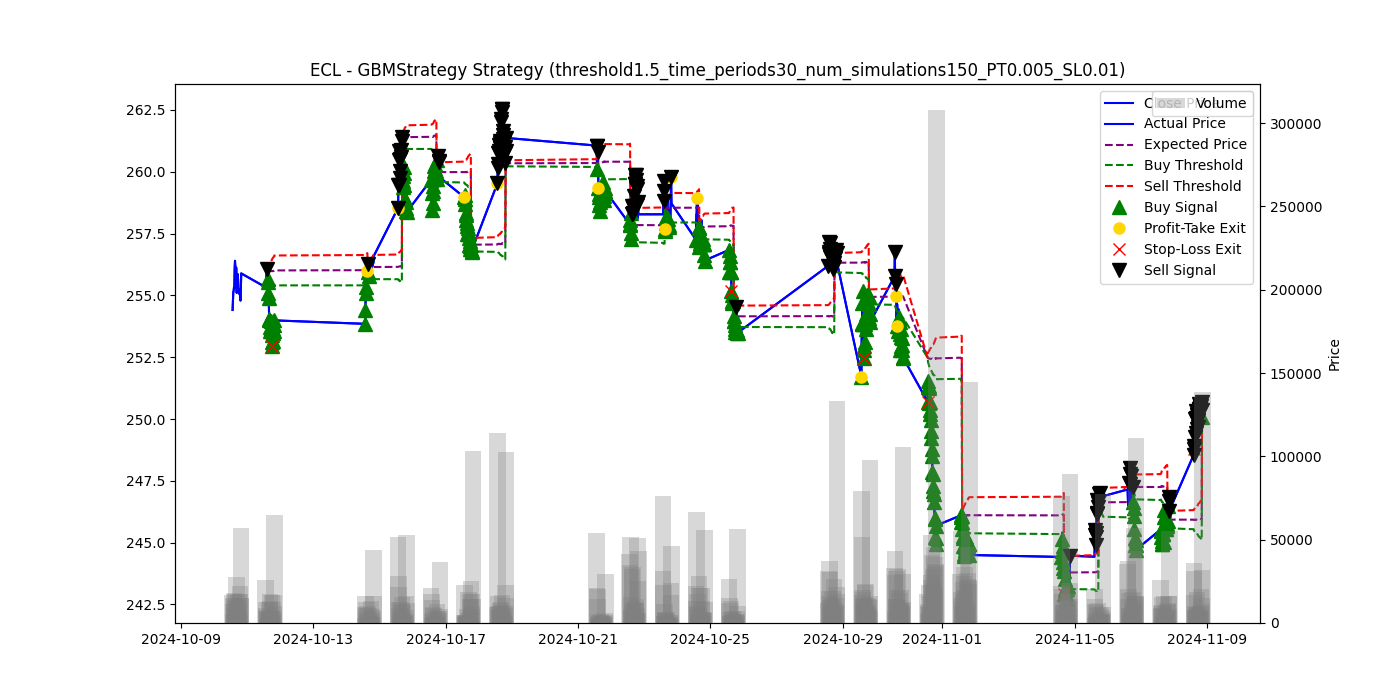 ECL - GBMStrategy Strategy (threshold1.5_time_periods30_num_simulations150_PT0.005_SL0.01)
262.5
260.0
257.5
255.0
252.5
250.0
247.5
245.0
242.5
Close Price
Actual Price
Expected Price
Buy Threshold
Sell Threshold
Buy Signal
Profit-Take Exit
Stop-Loss Exit
Sell Signal
Volume
300000
250000
200000
150000
100000
50000
0
Price
2024-10-09
2024-10-13
2024-10-17
2024-10-21
2024-10-25
2024-10-29
2024-11-01
2024-11-05
2024-11-09